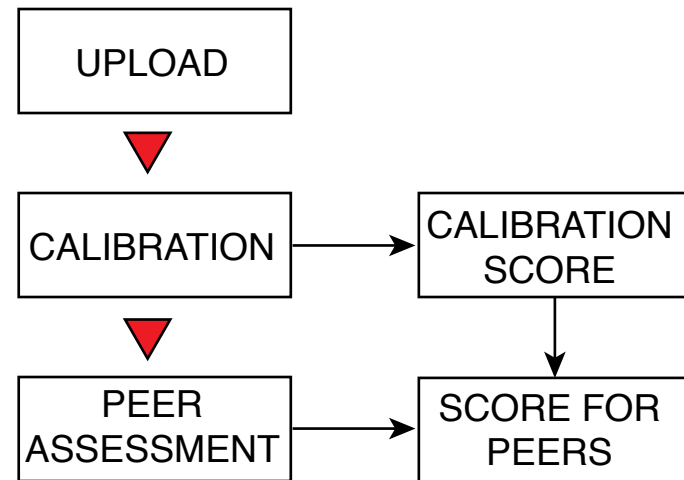 UPLOAD
CALIBRATION
CALIBRATION
SCORE
PEER
ASSESSMENT
SCORE FOR
PEERS